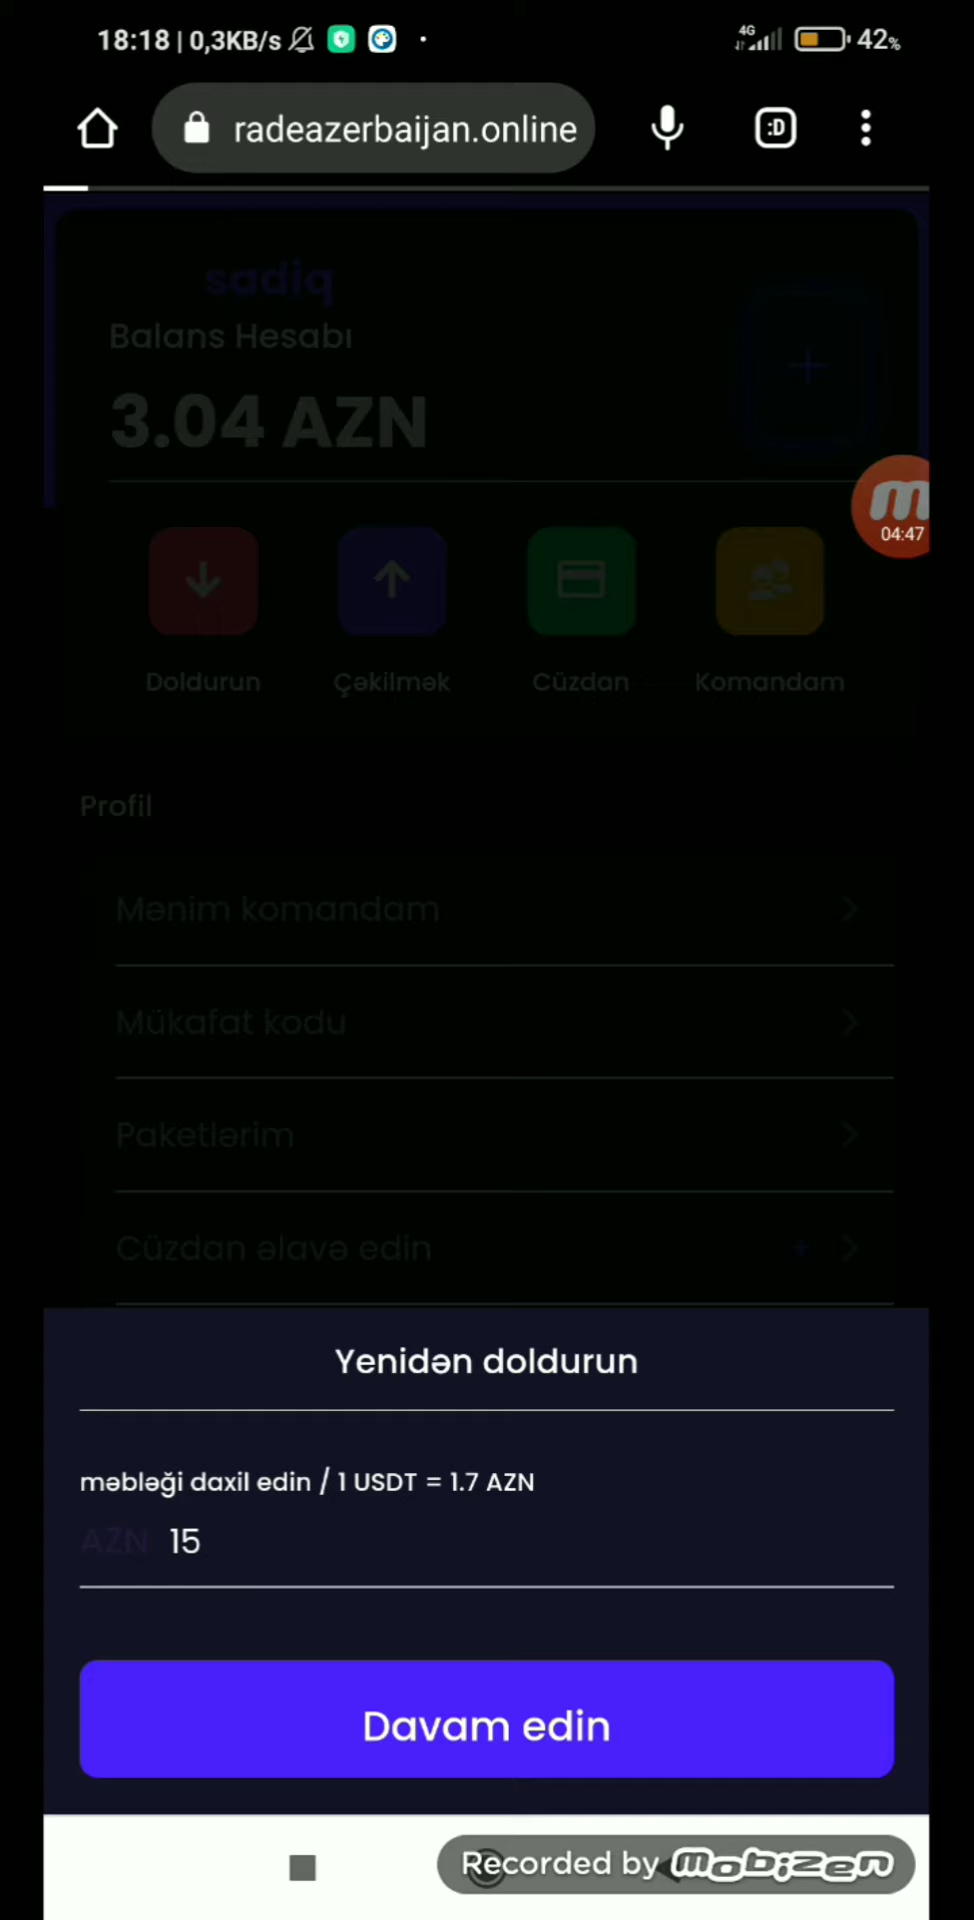 18:18 | 0,3KB/s
4G
42%
radeazerbaijan.online
:D
sadiq
Balans Hesabı
3.04 AZN
04:47
Doldurun
Çəkilmək
Cüzdan
Komandam
Profil
Mənim komandam
Mükafat kodu
Paketlərim
Cüzdan əlavə edin
Yenidən doldurun
məbləği daxil edin / 1 USDT = 1.7 AZN
AZN 15
Davam edin
Recorded by mobizen